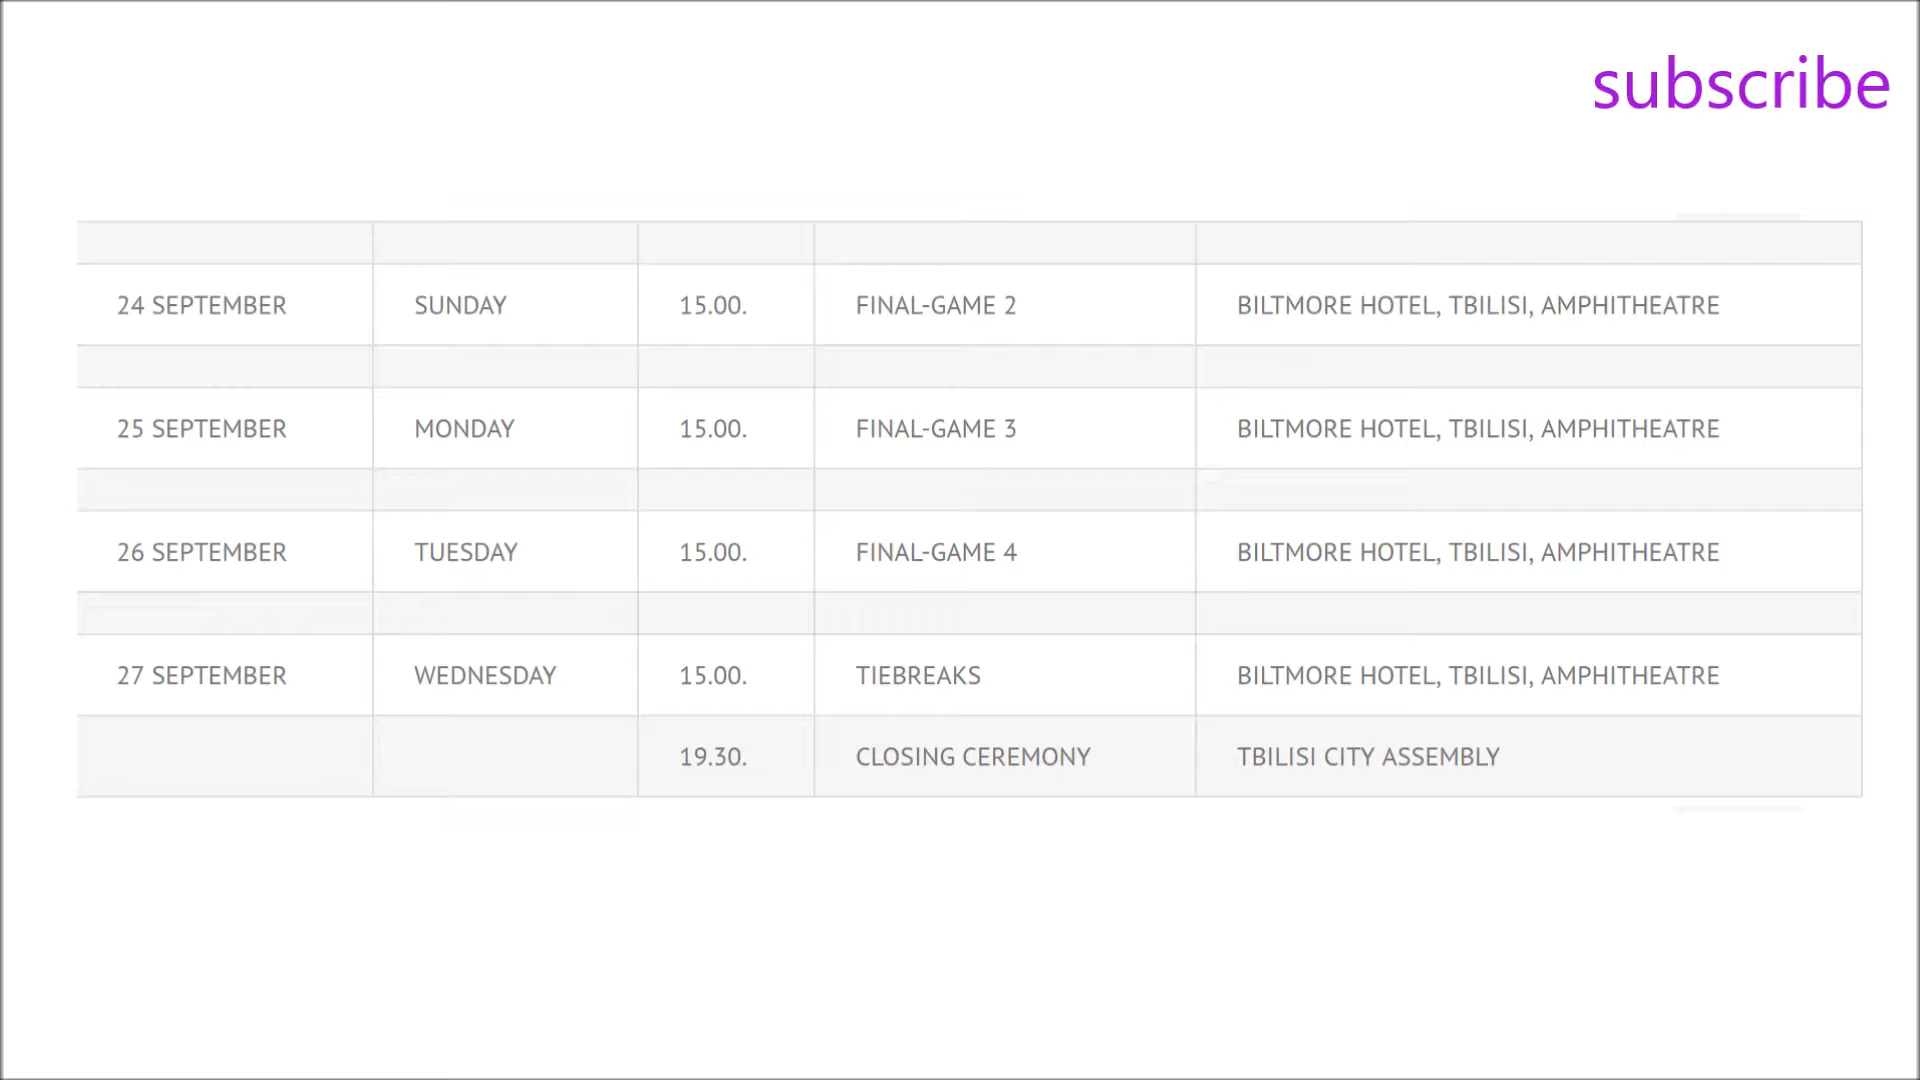 subscribe
24 SEPTEMBER SUNDAY 15.00. FINAL-GAME 2 BILTMORE HOTEL, TBILISI, AMPHITHEATRE
25 SEPTEMBER MONDAY 15.00. FINAL-GAME 3 BILTMORE HOTEL, TBILISI, AMPHITHEATRE
26 SEPTEMBER TUESDAY 15.00. FINAL-GAME 4 BILTMORE HOTEL, TBILISI, AMPHITHEATRE
27 SEPTEMBER WEDNESDAY 15.00. TIEBREAKS BILTMORE HOTEL, TBILISI, AMPHITHEATRE
19.30. CLOSING CEREMONY TBILISI CITY ASSEMBLY